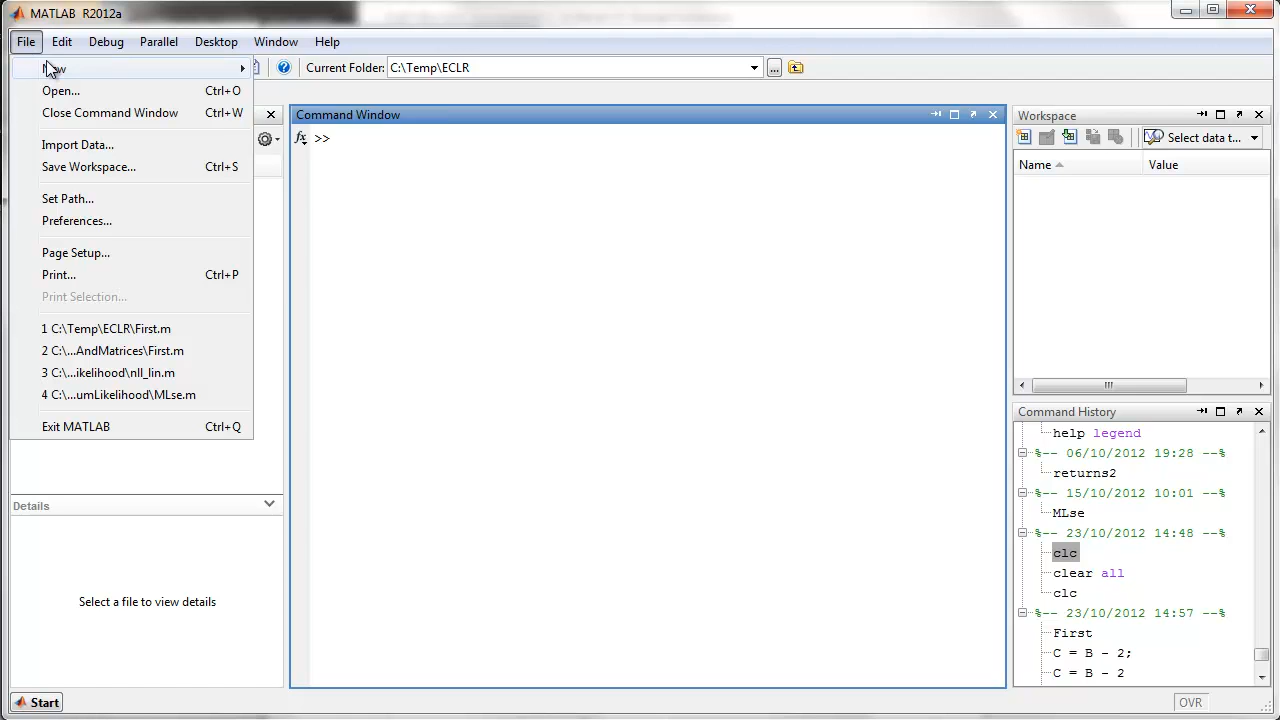 MATLAB R2012a
File Edit Debug Parallel Desktop Window Help
Current Folder: C:\Temp\ECLR ...
New
Open... Ctrl+O
Close Command Window Ctrl+W
Import Data...
Save Workspace... Ctrl+S
Set Path...
Preferences...
Page Setup...
Print... Ctrl+P
Print Selection...
1 C:\Temp\ECLR\First.m
2 C:\...AndMatrices\First.m
3 C:\...ikelihood\nll_lin.m
4 C:\...umLikelihood\MLse.m
Exit MATLAB Ctrl+Q
Details
Select a file to view details
Command Window
fx >>
Workspace
Select data t...
Name Value
Command History
help legend
%-- 06/10/2012 19:28 --%
returns2
%-- 15/10/2012 10:01 --%
MLse
%-- 23/10/2012 14:48 --%
clc
clear all
clc
%-- 23/10/2012 14:57 --%
First
C = B - 2;
C = B - 2
Start
OVR